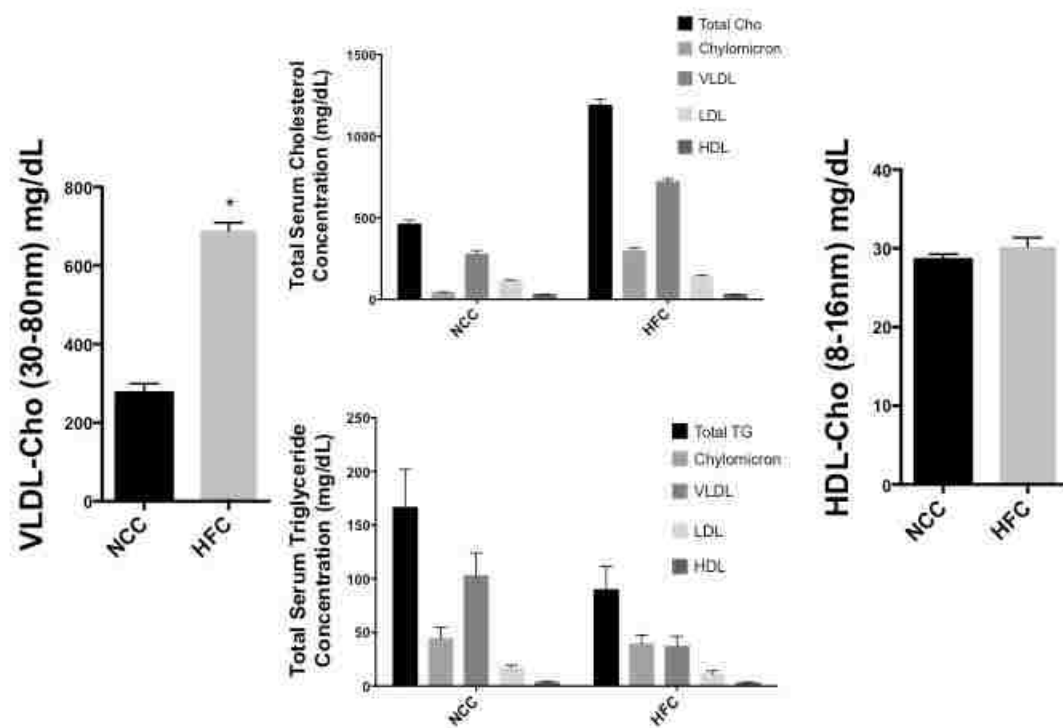 VLDL-Cho (30-80nm) mg/dL
800
600
400
200
0
*
NCC
HFC
Total Serum Cholesterol
Concentration (mg/dL)
1500
1000
500
0
NCC
HFC
Total Cho
Chylomicron
VLDL
LDL
HDL
Total Serum Triglyceride
Concentration (mg/dL)
250
200
150
100
50
0
NCC
HFC
Total TG
Chylomicron
VLDL
LDL
HDL
HDL-Cho (8-16nm) mg/dL
40
30
20
10
0
NCC
HFC